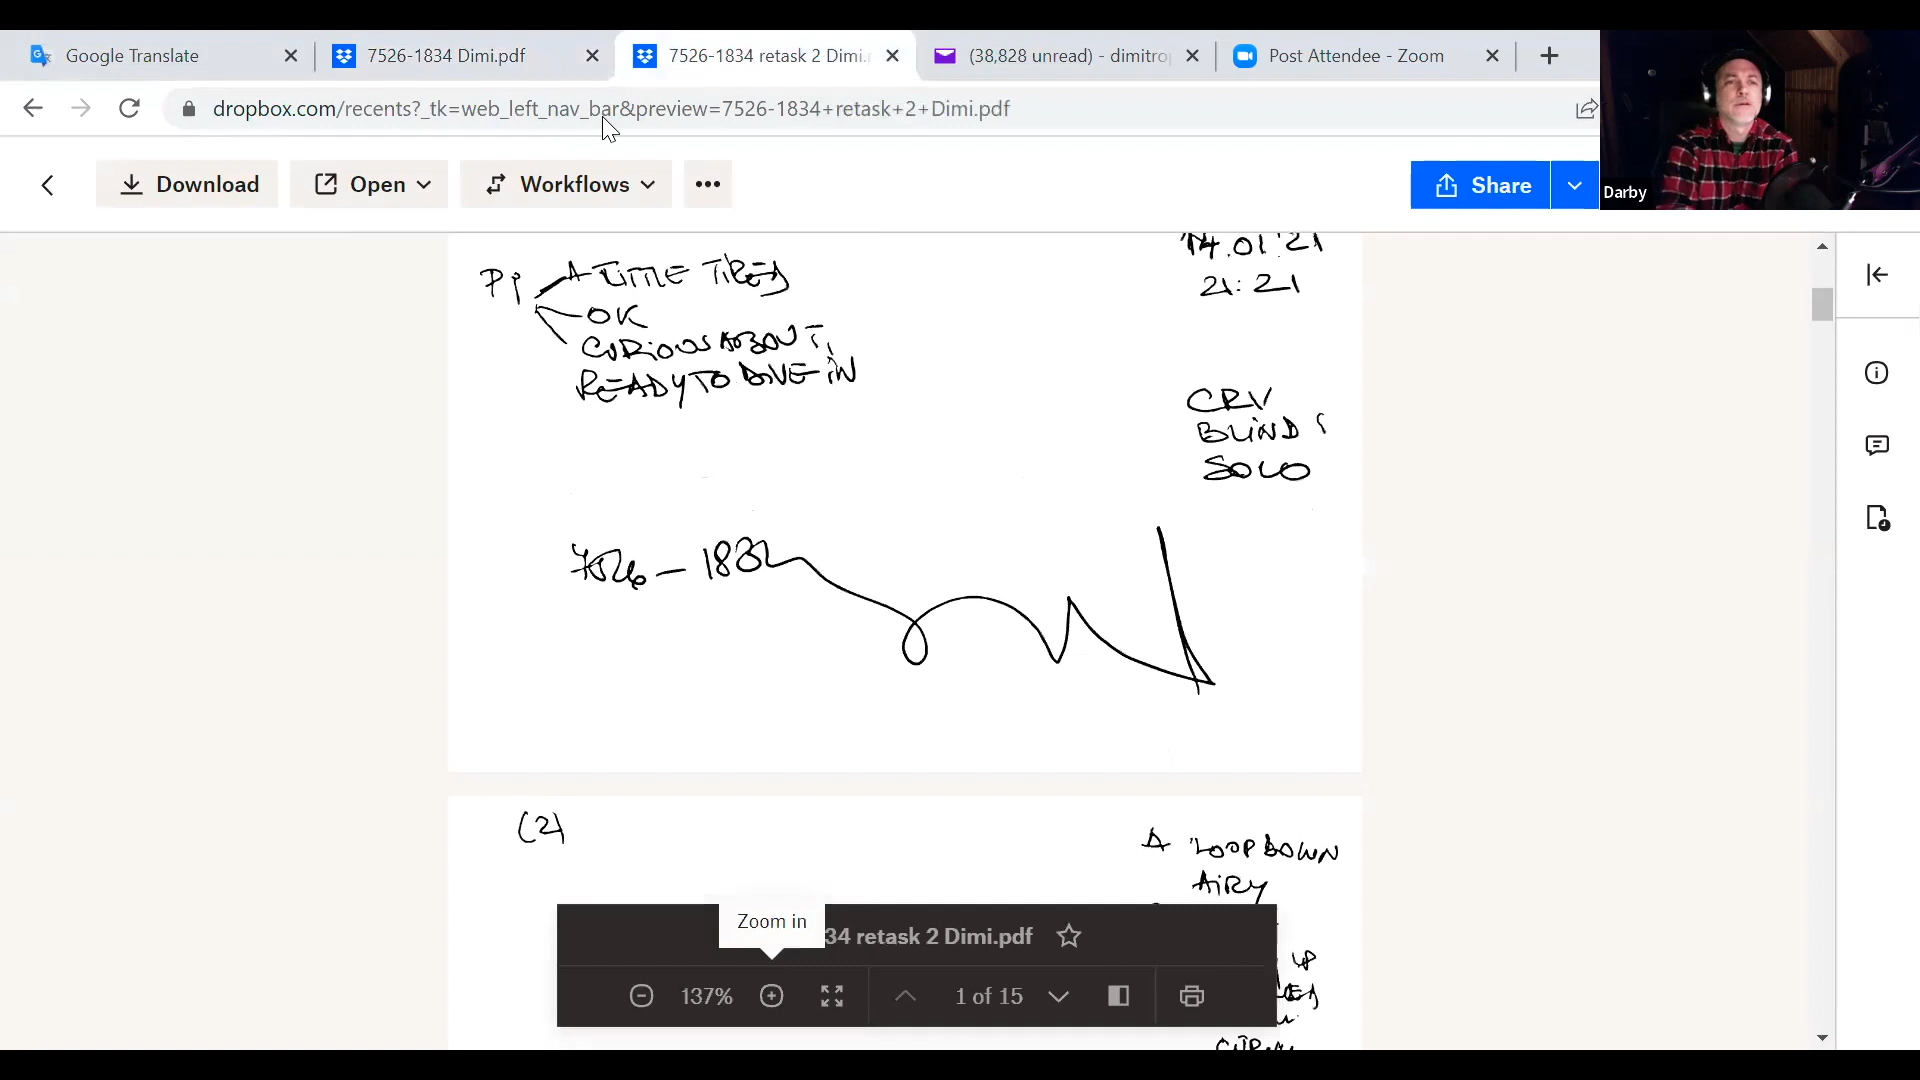 Google Translate
7526-1834 Dimi.pdf
7526-1834 retask 2 Dimi.
(38,828 unread) - dimitro
Post Attendee - Zoom
dropbox.com/recents?_tk=web_left_nav_bar&preview=7526-1834+retask+2+Dimi.pdf
Download
Open
Workflows
Share
Darby
14.01.21
21:21
PI
A LITTLE TIRED
OK
CURIOUS ABOUT,
READY TO DIVE IN
CRV
BLIND
SOLO
7526-183
(2)
A LOOP DOWN
AIRY
UP
Zoom in
34 retask 2 Dimi.pdf
137%
1 of 15